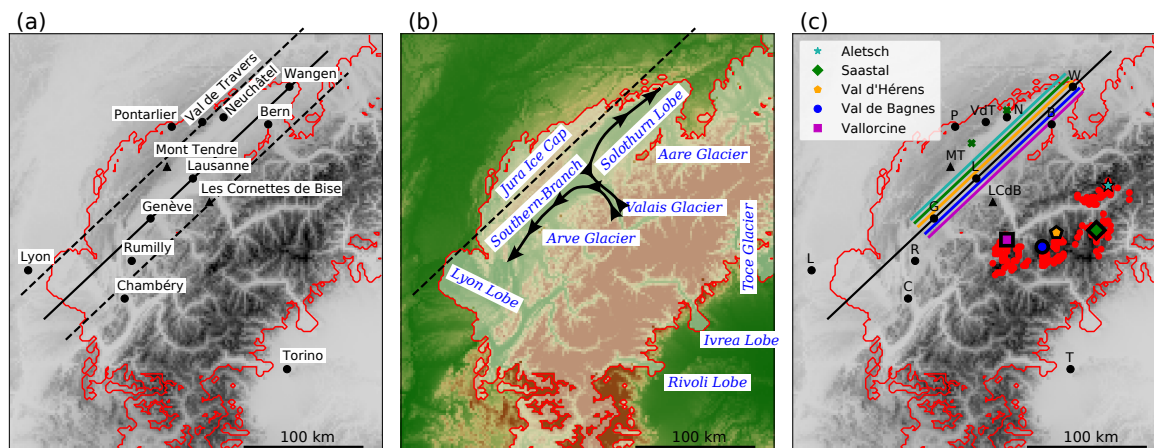 (a)
Wangen
Val de Travers
Neuchâtel
Pontarlier
Bern
Mont Tendre
Lausanne
Les Cornettes de Bise
Genève
Rumilly
Lyon
Chambéry
Torino
100 km
(b)
Jura Ice Cap
Solothurn Lobe
Aare Glacier
Southern-Branch
Valais Glacier
Arve Glacier
Toce Glacier
Lyon Lobe
Ivrea Lobe
Rivoli Lobe
100 km
(c)
Aletsch
Saastal
Val d'Hérens
Val de Bagnes
Vallorcine
W
P
VdT
N
B
MT
L
LCdB
G
R
L
C
T
100 km